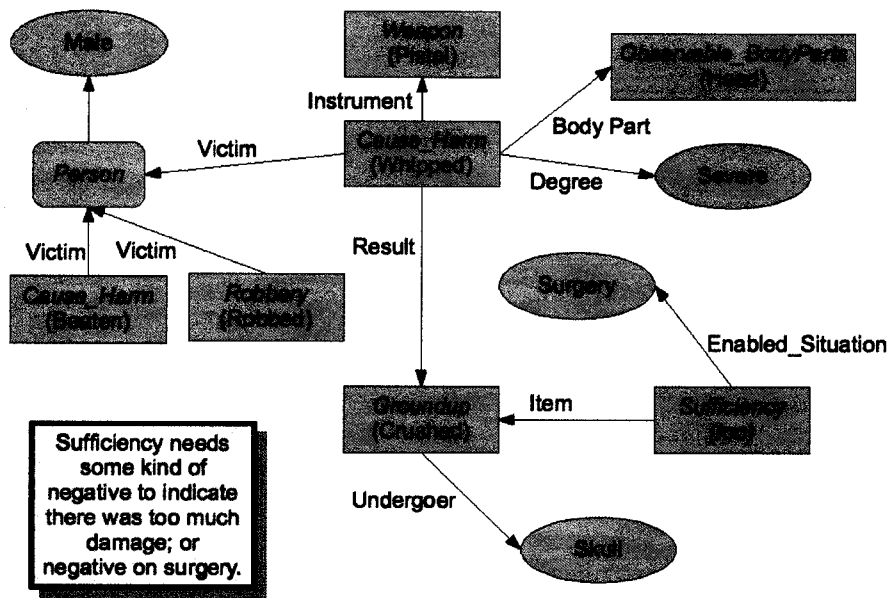 Male
Weapon
(Pistol)
Observable_BodyParts
(Head)
Instrument
Body Part
Victim
Cause_Harm
(Whipped)
Person
Degree
Severe
Victim
Victim
Result
Cause_Harm
(Beaten)
Robbery
(Robbed)
Surgery
Enabled_Situation
Groundup
(Crushed)
Item
Sufficiency
(too)
Sufficiency needs
some kind of
negative to indicate
there was too much
damage; or
negative on surgery.
Undergoer
Skull